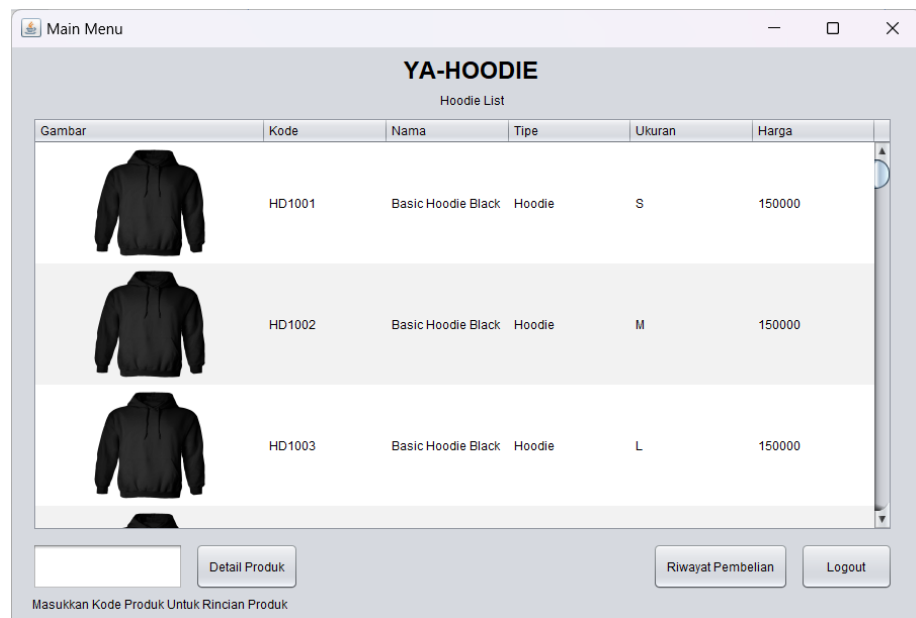 Main Menu
YA-HOODIE
Hoodie List
Gambar Kode Nama Tipe Ukuran Harga
HD1001 Basic Hoodie Black Hoodie S 150000
HD1002 Basic Hoodie Black Hoodie M 150000
HD1003 Basic Hoodie Black Hoodie L 150000
Detail Produk Riwayat Pembelian Logout
Masukkan Kode Produk Untuk Rincian Produk